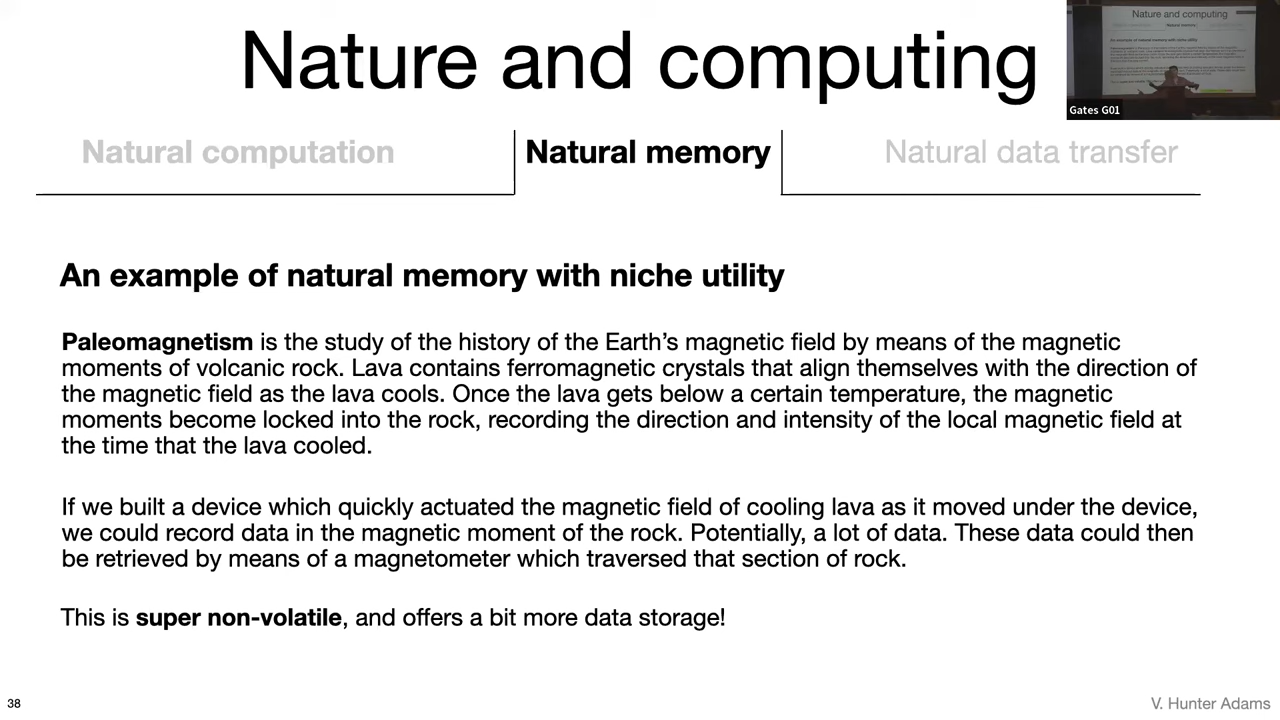 Nature and computing
Natural computation
Natural memory
Natural data transfer
An example of natural memory with niche utility
Paleomagnetism is the study of the history of the Earth's magnetic field by means of the magnetic
moments of volcanic rock. Lava contains ferromagnetic crystals that align themselves with the direction of
the magnetic field as the lava cools. Once the lava gets below a certain temperature, the magnetic
moments become locked into the rock, recording the direction and intensity of the local magnetic field at
the time that the lava cooled.
If we built a device which quickly actuated the magnetic field of cooling lava as it moved under the device,
we could record data in the magnetic moment of the rock. Potentially, a lot of data. These data could then
be retrieved by means of a magnetometer which traversed that section of rock.
This is super non-volatile, and offers a bit more data storage!
38
V. Hunter Adams
Nature and computing
Natural memory
Gates G01